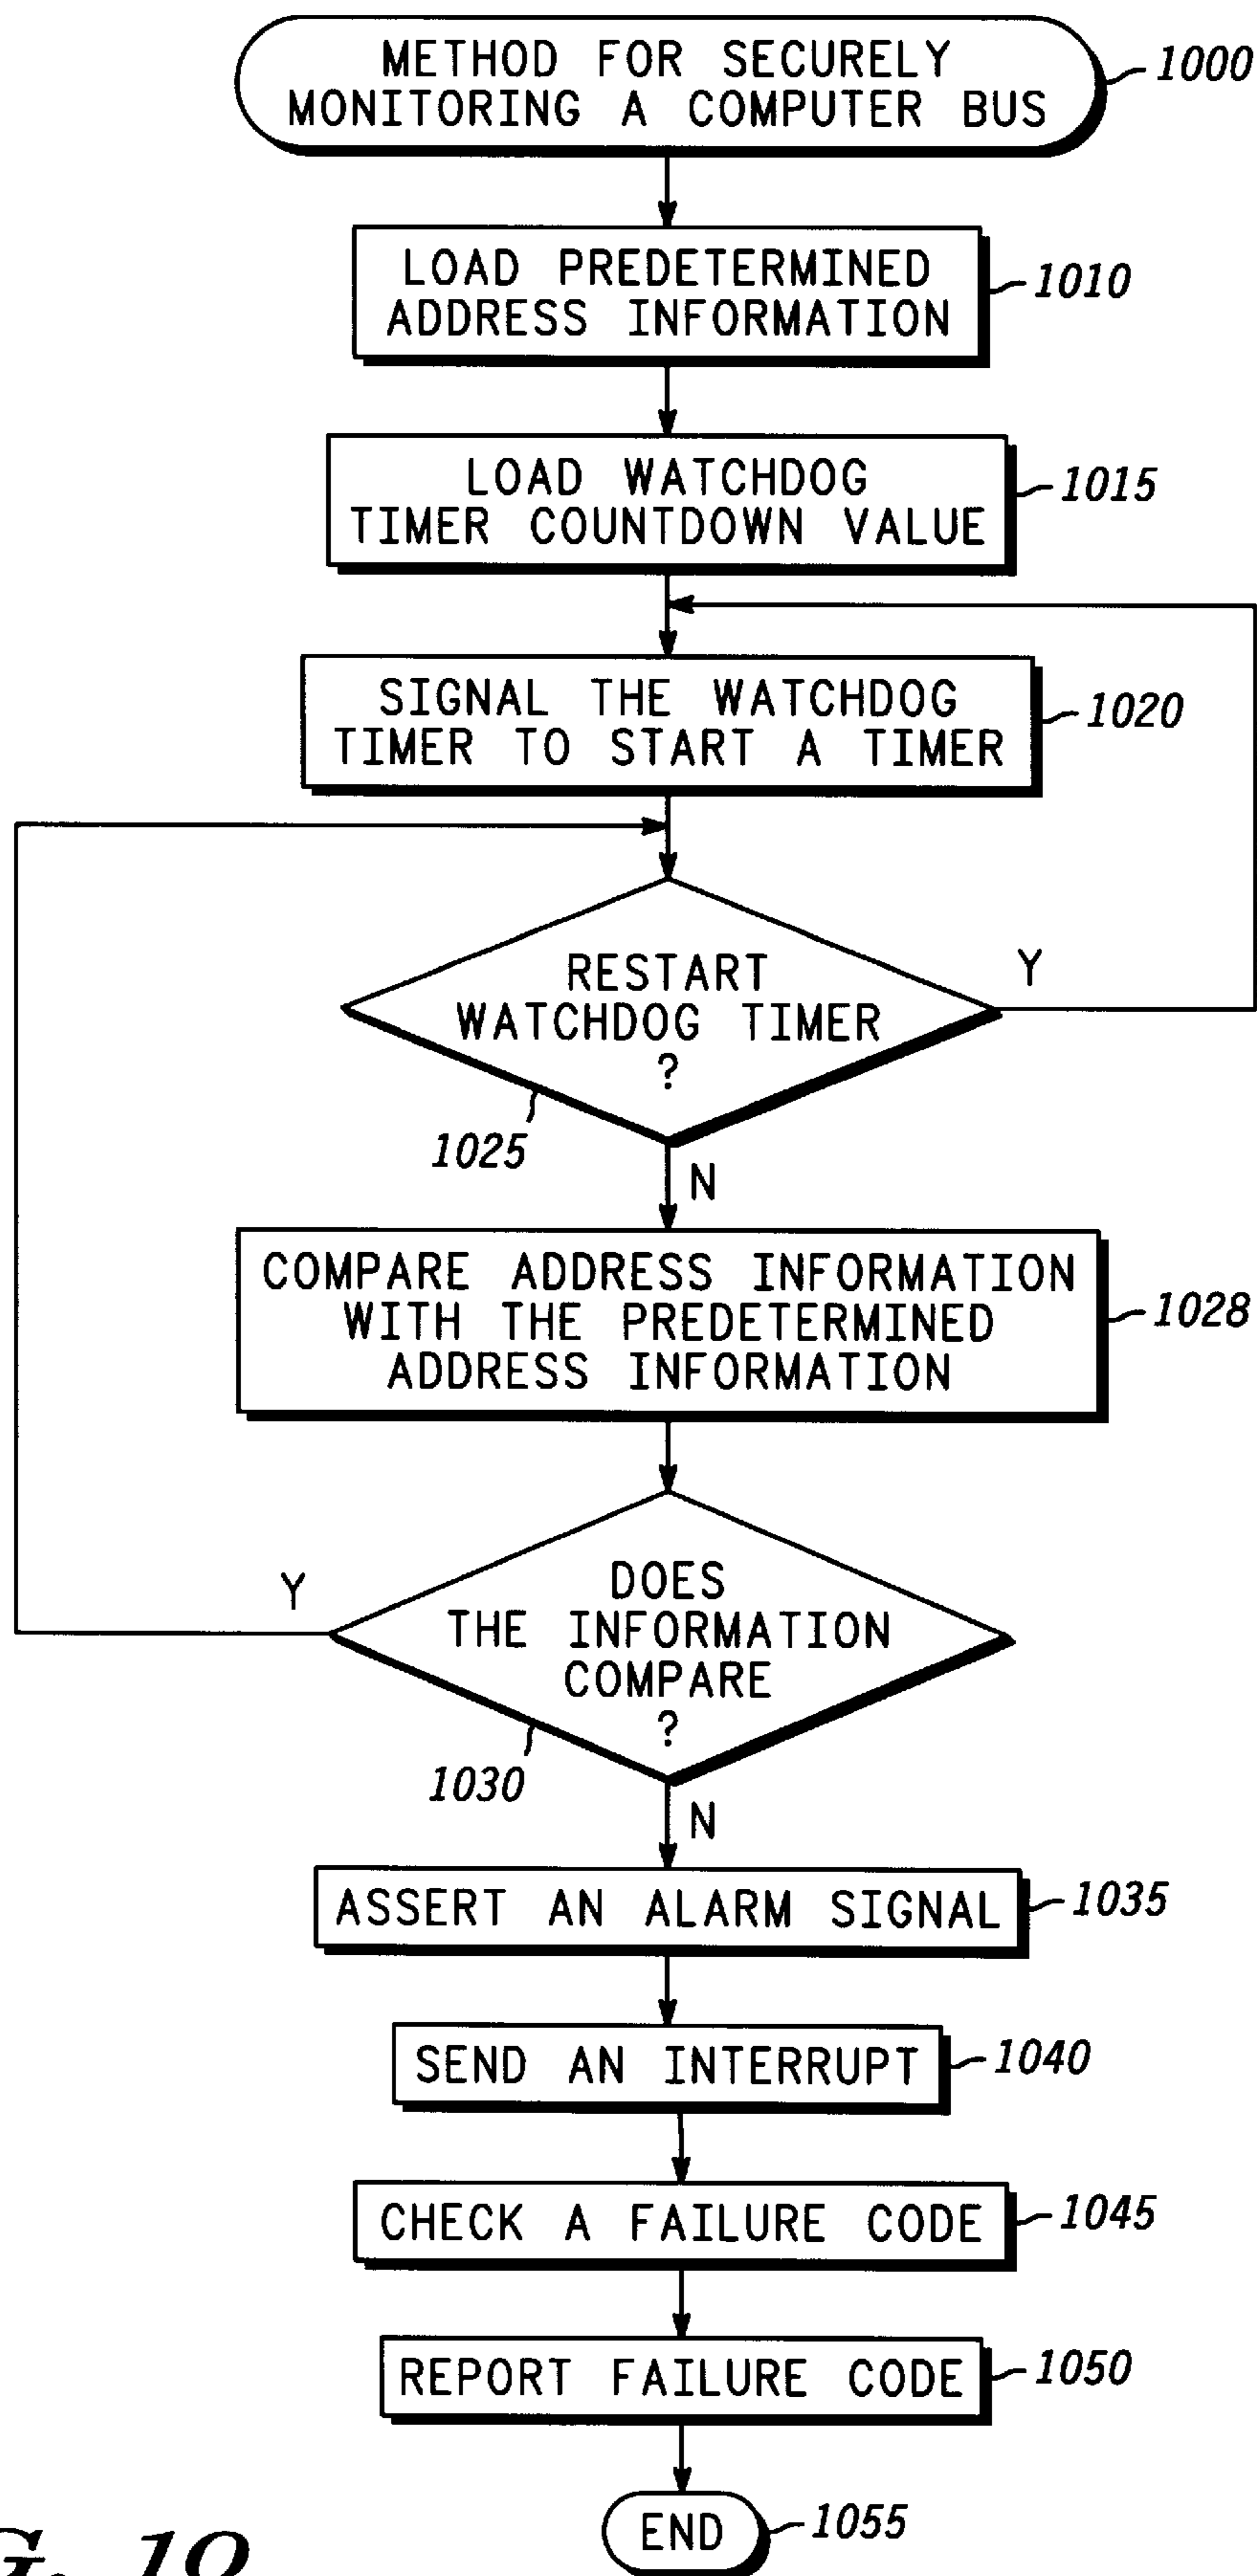 METHOD FOR SECURELY
MONITORING A COMPUTER BUS
1000
LOAD PREDETERMINED
ADDRESS INFORMATION
1010
LOAD WATCHDOG
TIMER COUNTDOWN VALUE
1015
SIGNAL THE WATCHDOG
TIMER TO START A TIMER
1020
RESTART
WATCHDOG TIMER
?
Y
1025
N
COMPARE ADDRESS INFORMATION
WITH THE PREDETERMINED
ADDRESS INFORMATION
1028
DOES
THE INFORMATION
COMPARE
?
Y
1030
N
ASSERT AN ALARM SIGNAL
1035
SEND AN INTERRUPT
1040
CHECK A FAILURE CODE
1045
REPORT FAILURE CODE
1050
END
1055
G. 10